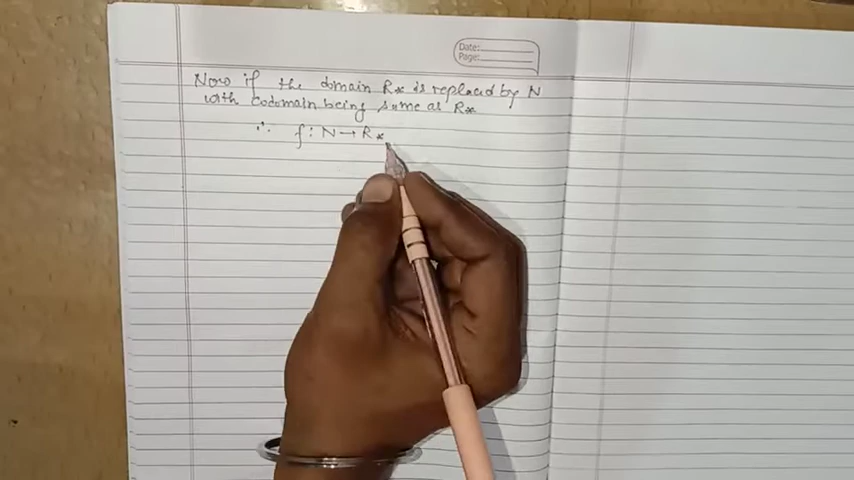 Date:
Page:
Now if the domain R* is replaced by N
with codomain being same as R*
∴ f : N → R*